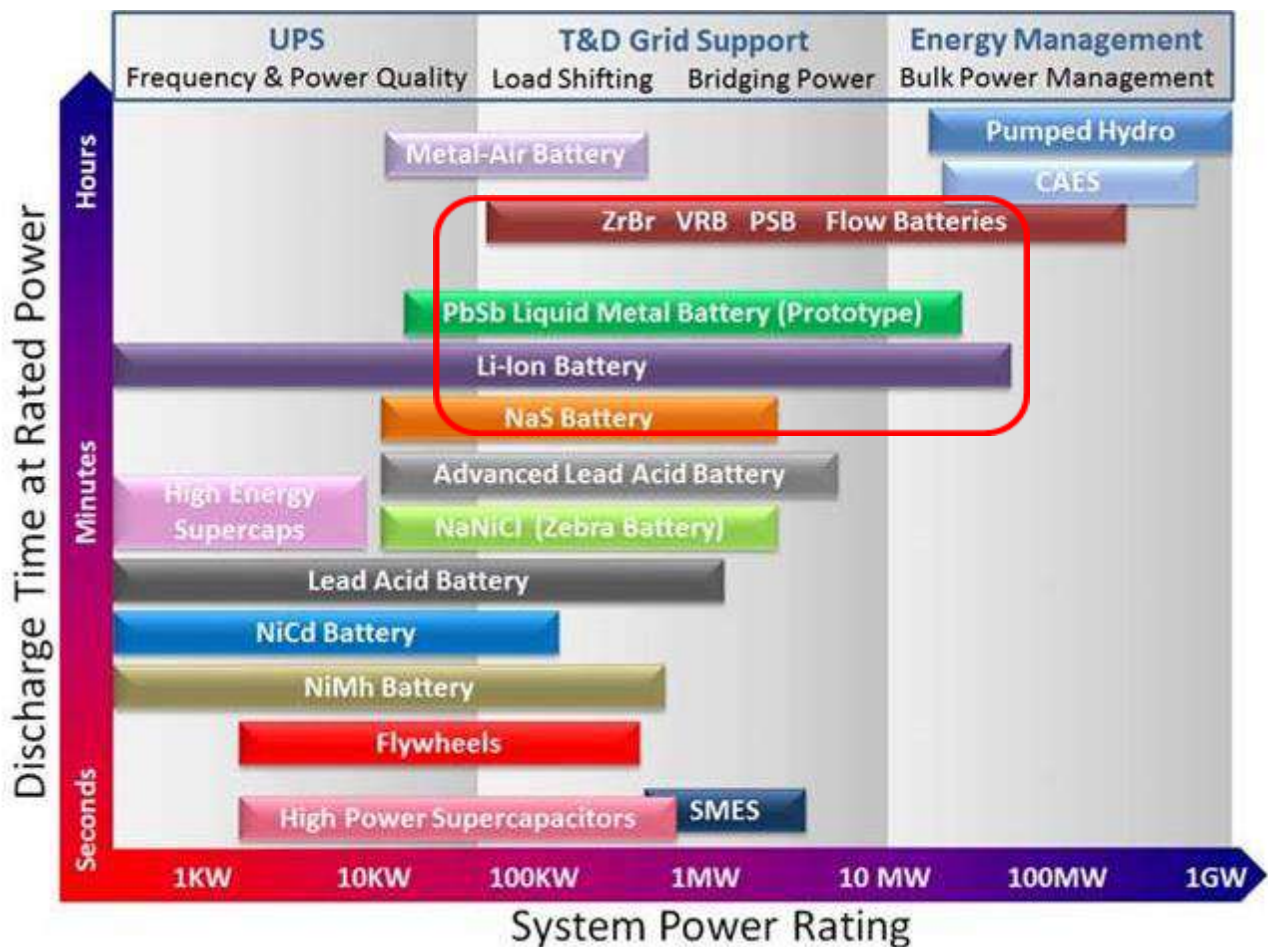 UPS
Frequency & Power Quality
T&D Grid Support
Load Shifting Bridging Power
Energy Management
Bulk Power Management
Discharge Time at Rated Power
Hours
Minutes
Seconds
Pumped Hydro
Metal-Air Battery
CAES
ZrBr VRB PSB Flow Batteries
PbSb Liquid Metal Battery (Prototype)
Li-Ion Battery
NaS Battery
Advanced Lead Acid Battery
High Energy
Supercaps
NaNiCl (Zebra Battery)
Lead Acid Battery
NiCd Battery
NiMh Battery
Flywheels
High Power Supercapacitors
SMES
1KW 10KW 100KW 1MW 10 MW 100MW 1GW
System Power Rating